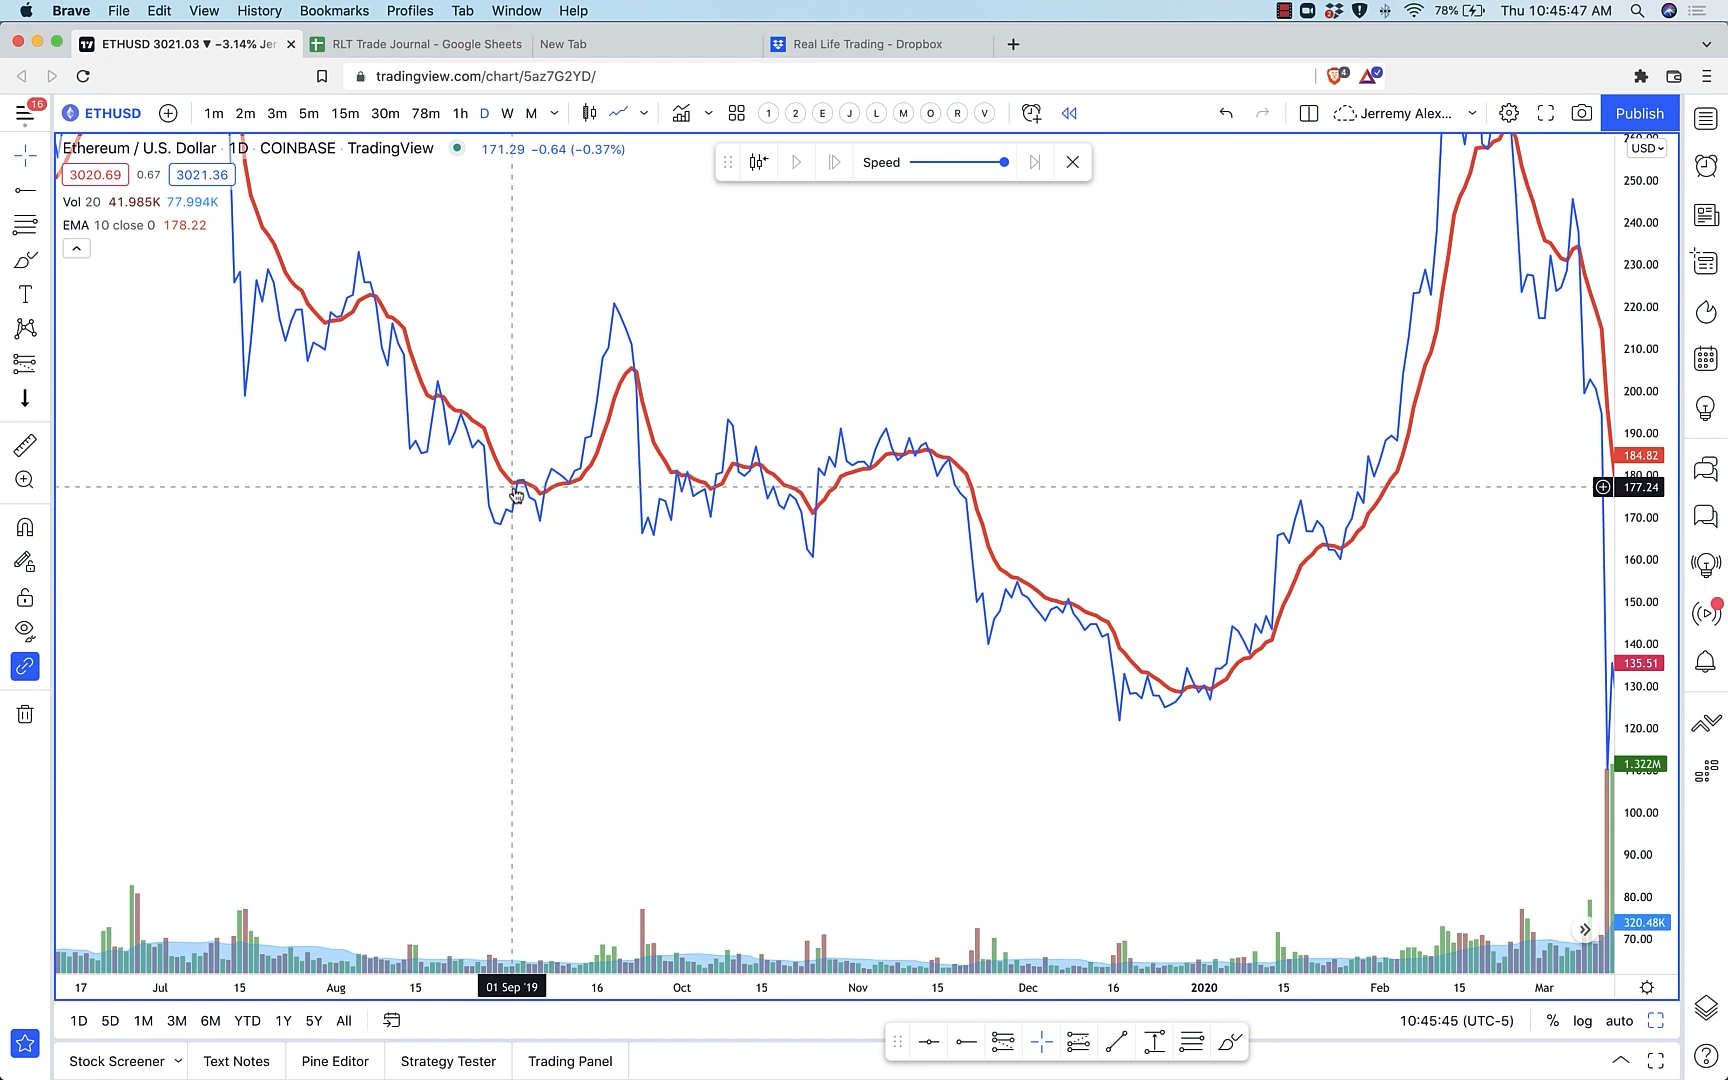 Brave File Edit View History Bookmarks Profiles Tab Window Help 2 78% Thu 10:45:47 AM
ETHUSD 3021.03 ▼ −3.14% Jer RLT Trade Journal - Google Sheets New Tab Real Life Trading - Dropbox
tradingview.com/chart/5az7G2YD/ 4
16 ETHUSD 1m 2m 3m 5m 15m 30m 78m 1h D W M 1 2 E J L M O R V Jerremy Alex... Publish
Ethereum / U.S. Dollar · 1D · COINBASE · TradingView 171.29 −0.64 (−0.37%)
Speed
USD
3020.69 0.67 3021.36
Vol 20 41.985K 77.994K
EMA 10 close 0 178.22
T
260.00
250.00
240.00
230.00
220.00
210.00
200.00
190.00
184.82
180.00
177.24
170.00
160.00
150.00
140.00
135.51
130.00
120.00
1.322M
110.00
100.00
90.00
80.00
320.48K
70.00
17 Jul 15 Aug 15 01 Sep '19 16 Oct 15 Nov 15 Dec 16 2020 15 Feb 15 Mar
1D 5D 1M 3M 6M YTD 1Y 5Y All 10:45:45 (UTC-5) % log auto
Stock Screener Text Notes Pine Editor Strategy Tester Trading Panel